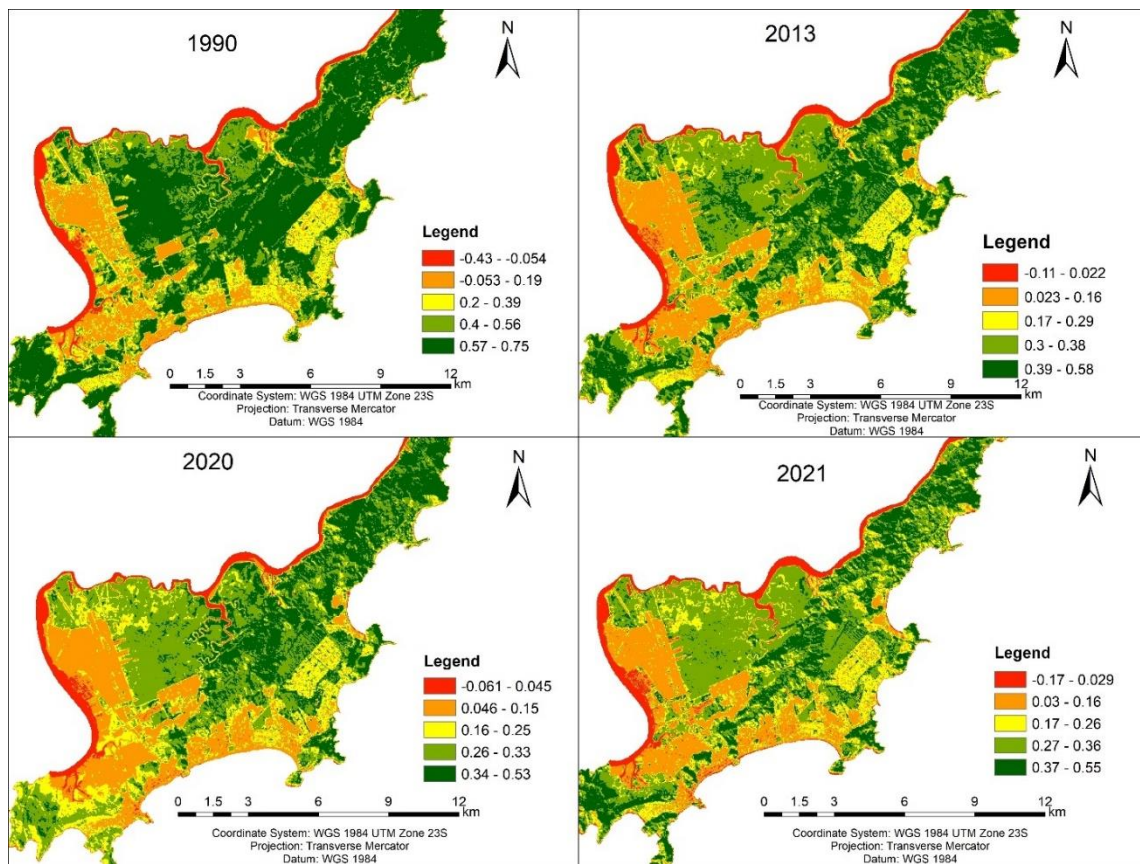 1990
N
Legend
-0.43 - -0.054
-0.053 - 0.19
0.2 - 0.39
0.4 - 0.56
0.57 - 0.75
0 1.5 3 6 9 12
km
Coordinate System: WGS 1984 UTM Zone 23S
Projection: Transverse Mercator
Datum: WGS 1984
2013
N
Legend
-0.11 - 0.022
0.023 - 0.16
0.17 - 0.29
0.3 - 0.38
0.39 - 0.58
0 1.5 3 6 9 12
km
Coordinate System: WGS 1984 UTM Zone 23S
Projection: Transverse Mercator
Datum: WGS 1984
2020
N
Legend
-0.061 - 0.045
0.046 - 0.15
0.16 - 0.25
0.26 - 0.33
0.34 - 0.53
0 1.5 3 6 9 12
km
Coordinate System: WGS 1984 UTM Zone 23S
Projection: Transverse Mercator
Datum: WGS 1984
2021
N
Legend
-0.17 - 0.029
0.03 - 0.16
0.17 - 0.26
0.27 - 0.36
0.37 - 0.55
0 1.5 3 6 9 12
km
Coordinate System: WGS 1984 UTM Zone 23S
Projection: Transverse Mercator
Datum: WGS 1984